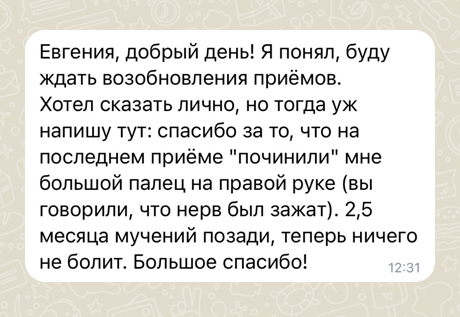 Евгения, добрый день! Я понял, буду
ждать возобновления приёмов.
Хотел сказать лично, но тогда уж
напишу тут: спасибо за то, что на
последнем приёме "починили" мне
большой палец на правой руке (вы
говорили, что нерв был зажат). 2,5
месяца мучений позади, теперь ничего
не болит. Большое спасибо!
12:31